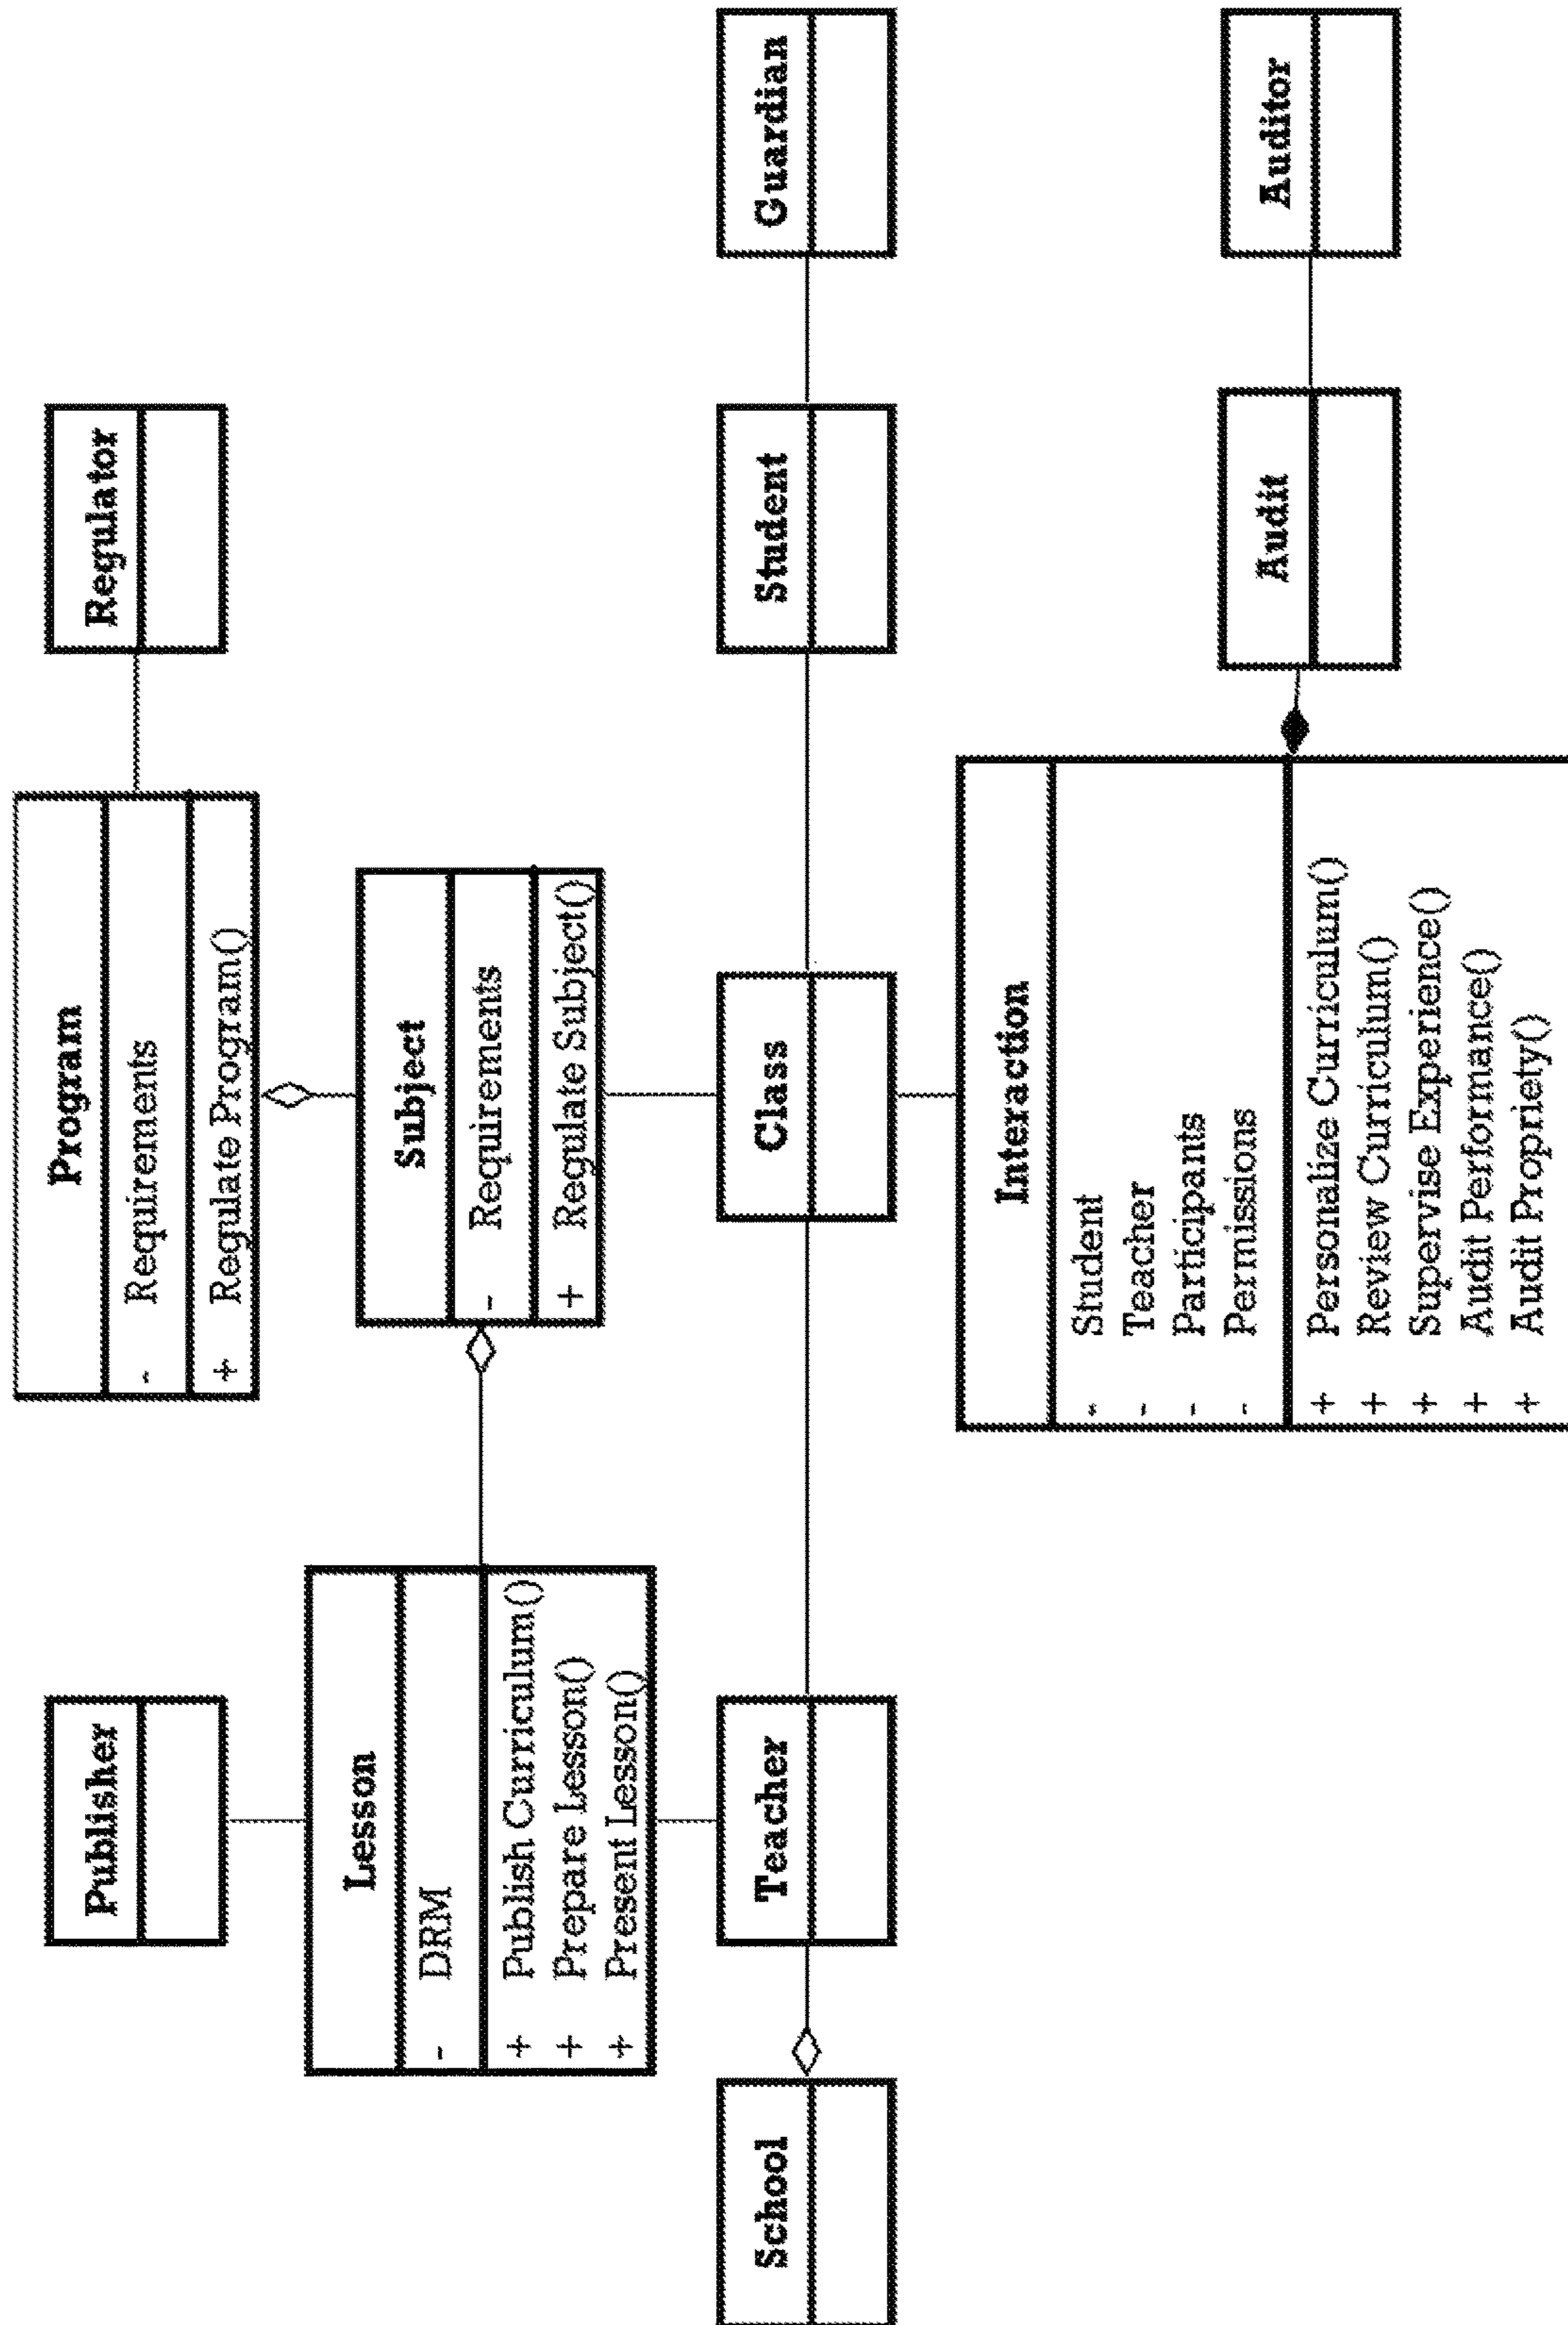 Publisher
Program
- Requirements
+ Regulate Program()
Regulator
Lesson
- DRM
+ Publish Curriculum()
+ Prepare Lesson()
+ Present Lesson()
Subject
- Requirements
+ Regulate Subject()
School
Teacher
Class
Student
Guardian
Interaction
- Student
- Teacher
- Participants
- Permissions
+ Personalize Curriculum()
+ Review Curriculum()
+ Supervise Experience()
+ Audit Performance()
+ Audit Propriety()
Audit
Auditor